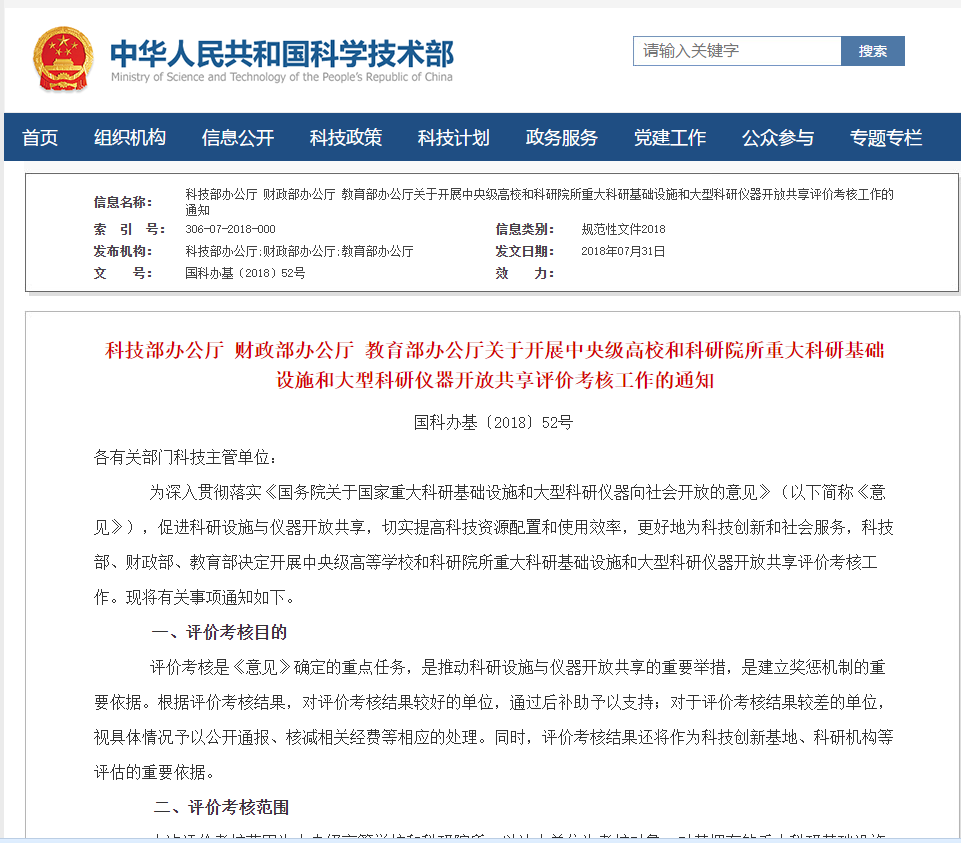 中华人民共和国科学技术部
Ministry of Science and Technology of the People's Republic of China
请输入关键字 搜索
首页 组织机构 信息公开 科技政策 科技计划 政务服务 党建工作 公众参与 专题专栏
信息名称： 科技部办公厅 财政部办公厅 教育部办公厅关于开展中央级高校和科研院所重大科研基础设施和大型科研仪器开放共享评价考核工作的
通知
索 引 号： 306-07-2018-000 信息类别： 规范性文件2018
发布机构： 科技部办公厅;财政部办公厅;教育部办公厅 发文日期： 2018年07月31日
文 号： 国科办基〔2018〕52号 效 力：
科技部办公厅 财政部办公厅 教育部办公厅关于开展中央级高校和科研院所重大科研基础
设施和大型科研仪器开放共享评价考核工作的通知
国科办基〔2018〕52号
各有关部门科技主管单位：
为深入贯彻落实《国务院关于国家重大科研基础设施和大型科研仪器向社会开放的意见》（以下简称《意
见》），促进科研设施与仪器开放共享，切实提高科技资源配置和使用效率，更好地为科技创新和社会服务，科技
部、财政部、教育部决定开展中央级高等学校和科研院所重大科研基础设施和大型科研仪器开放共享评价考核工
作。现将有关事项通知如下。
一、评价考核目的
评价考核是《意见》确定的重点任务，是推动科研设施与仪器开放共享的重要举措，是建立奖惩机制的重
要依据。根据评价考核结果，对评价考核结果较好的单位，通过后补助予以支持；对于评价考核结果较差的单位，
视具体情况予以公开通报、核减相关经费等相应的处理。同时，评价考核结果还将作为科技创新基地、科研机构等
评估的重要依据。
二、评价考核范围